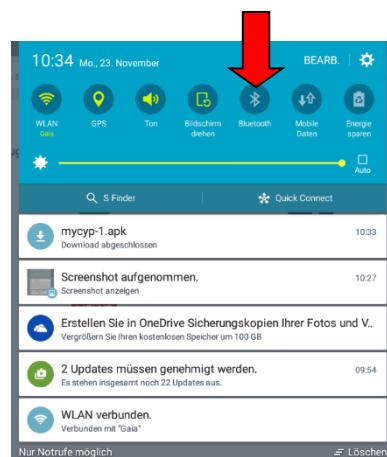 10:34 Mo., 23. November BEARB.
WLAN GPS Ton Bildschirm Bluetooth Mobile Energie
Gaia drehen Daten sparen
Auto
S Finder Quick Connect
mycyp-1.apk 10:33
Download abgeschlossen
Screenshot aufgenommen. 10:27
Screenshot anzeigen
Erstellen Sie in OneDrive Sicherungskopien Ihrer Fotos und V..
Vergrößern Sie Ihren kostenlosen Speicher um 100 GB
2 Updates müssen genehmigt werden. 09:54
Es stehen insgesamt noch 22 Updates aus.
WLAN verbunden.
Verbunden mit "Gaia"
Nur Notrufe möglich Löschen